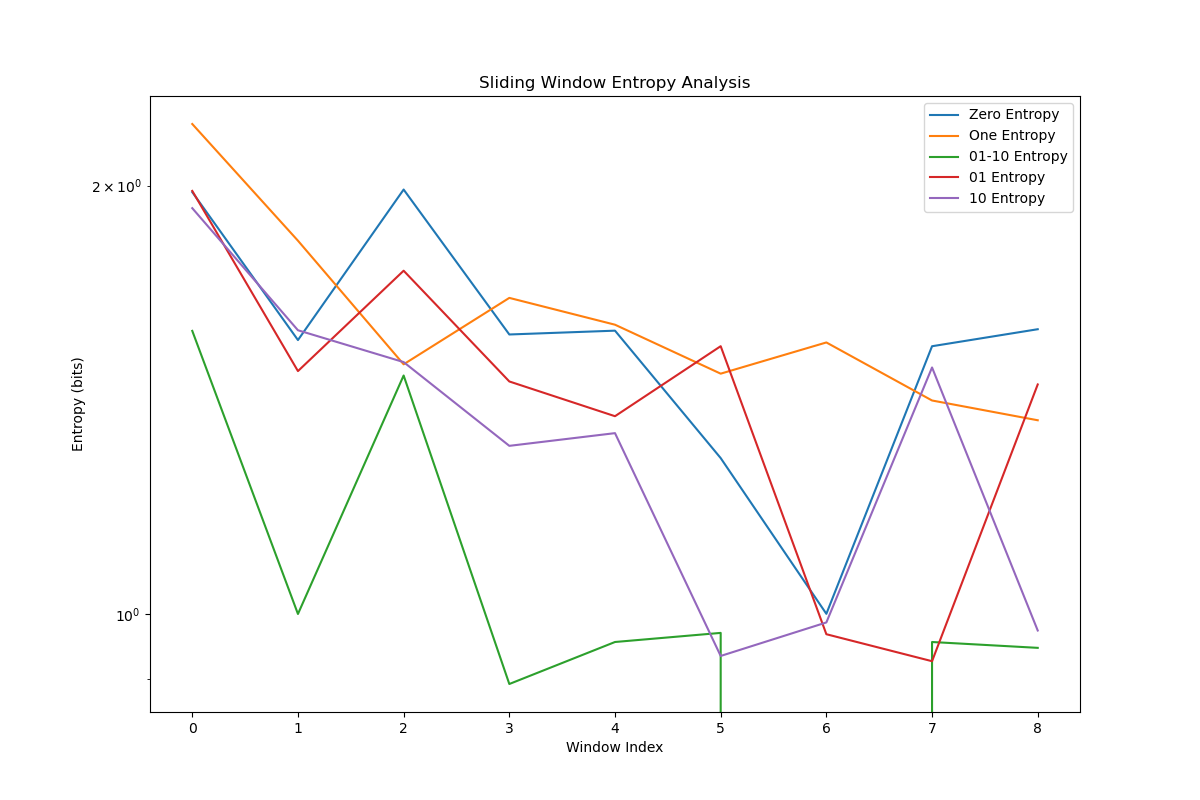 Sliding Window Entropy Analysis
Zero Entropy
One Entropy
01-10 Entropy
01 Entropy
10 Entropy
2 × 10⁰
10⁰
Entropy (bits)
0 1 2 3 4 5 6 7 8
Window Index